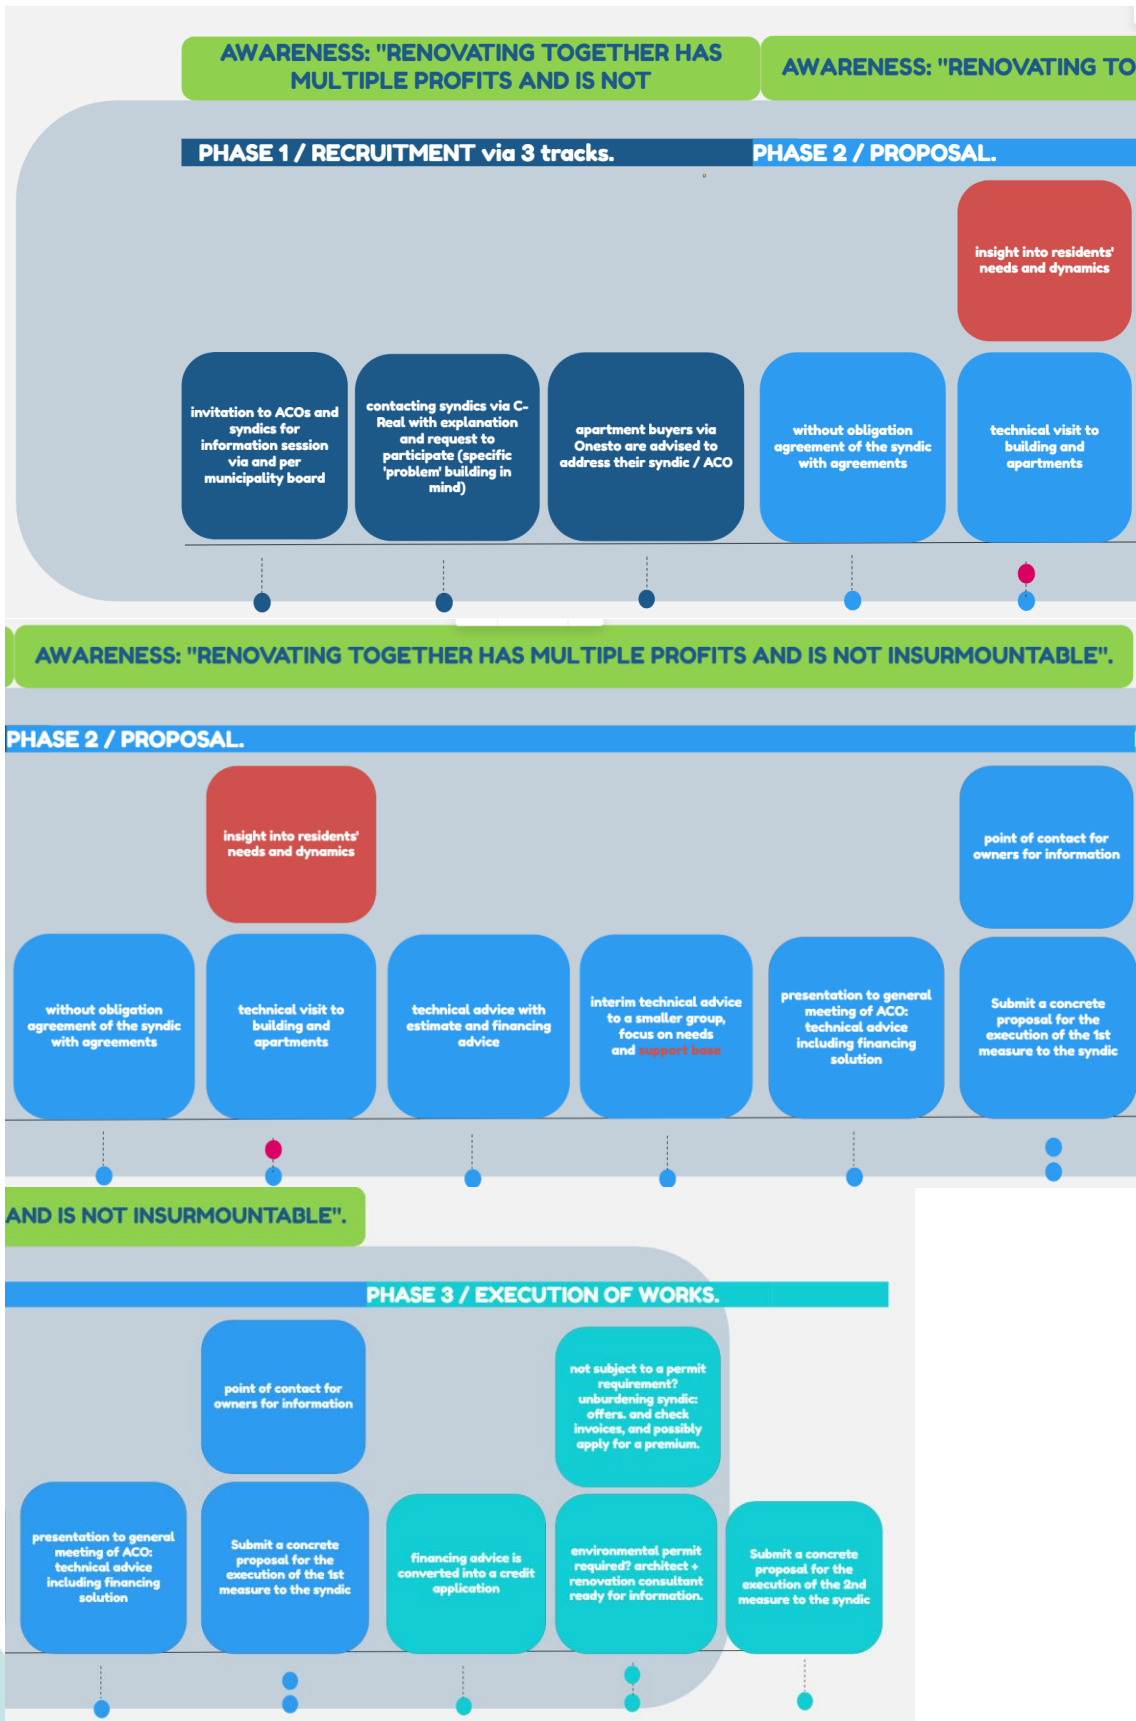 AWARENESS: "RENOVATING TOGETHER HAS
MULTIPLE PROFITS AND IS NOT
AWARENESS: "RENOVATING TO
PHASE 1 / RECRUITMENT via 3 tracks.
PHASE 2 / PROPOSAL.
insight into residents'
needs and dynamics
invitation to ACOs and
syndics for
information session
via and per
municipality board
contacting syndics via C-
Real with explanation
and request to
participate (specific
'problem' building in
mind)
apartment buyers via
Onesto are advised to
address their syndic / ACO
without obligation
agreement of the syndic
with agreements
technical visit to
building and
apartments
AWARENESS: "RENOVATING TOGETHER HAS MULTIPLE PROFITS AND IS NOT INSURMOUNTABLE".
PHASE 2 / PROPOSAL.
insight into residents'
needs and dynamics
point of contact for
owners for information
without obligation
agreement of the syndic
with agreements
technical visit to
building and
apartments
technical advice with
estimate and financing
advice
interim technical advice
to a smaller group,
focus on needs
and support base
presentation to general
meeting of ACO:
technical advice
including financing
solution
Submit a concrete
proposal for the
execution of the 1st
measure to the syndic
AND IS NOT INSURMOUNTABLE".
PHASE 3 / EXECUTION OF WORKS.
point of contact for
owners for information
not subject to a permit
requirement?
unburdening syndic:
offers. and check
invoices, and possibly
apply for a premium.
presentation to general
meeting of ACO:
technical advice
including financing
solution
Submit a concrete
proposal for the
execution of the 1st
measure to the syndic
financing advice is
converted into a credit
application
environmental permit
required? architect +
renovation consultant
ready for information.
Submit a concrete
proposal for the
execution of the 2nd
measure to the syndic